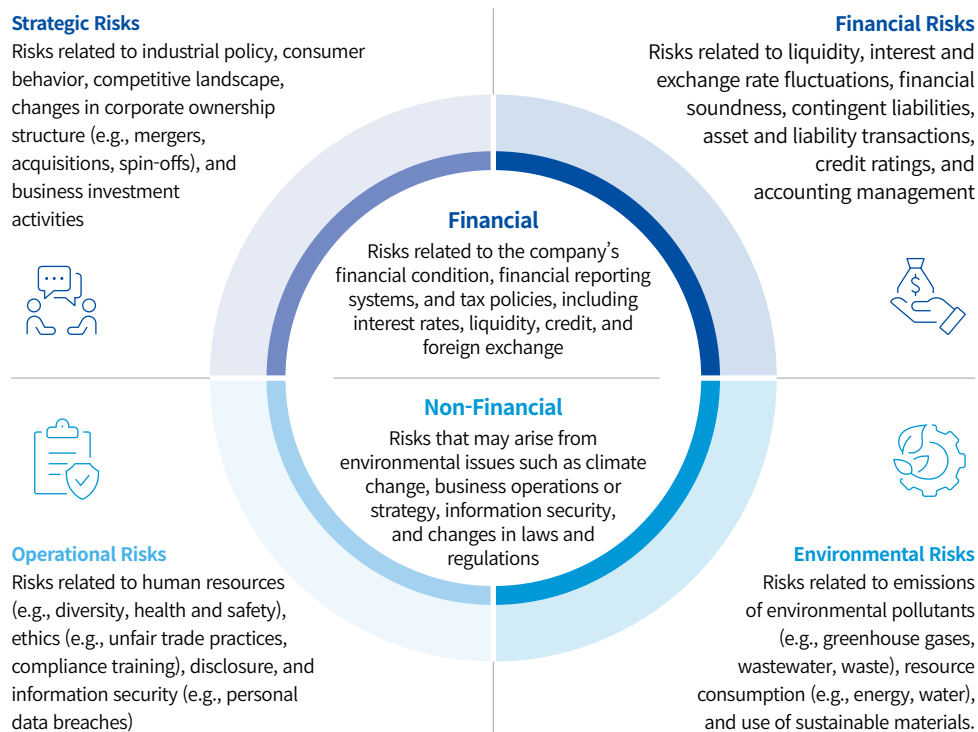 Strategic Risks
Risks related to industrial policy, consumer
behavior, competitive landscape,
changes in corporate ownership
structure (e.g., mergers,
acquisitions, spin-offs), and
business investment
activities
Financial Risks
Risks related to liquidity, interest and
exchange rate fluctuations, financial
soundness, contingent liabilities,
asset and liability transactions,
credit ratings, and
accounting management
$
Financial
Risks related to the company’s
financial condition, financial reporting
systems, and tax policies, including
interest rates, liquidity, credit, and
foreign exchange
Non-Financial
Risks that may arise from
environmental issues such as climate
change, business operations or
strategy, information security,
and changes in laws and
regulations
Operational Risks
Risks related to human resources
(e.g., diversity, health and safety),
ethics (e.g., unfair trade practices,
compliance training), disclosure, and
information security (e.g., personal
data breaches)
Environmental Risks
Risks related to emissions
of environmental pollutants
(e.g., greenhouse gases,
wastewater, waste), resource
consumption (e.g., energy, water),
and use of sustainable materials.